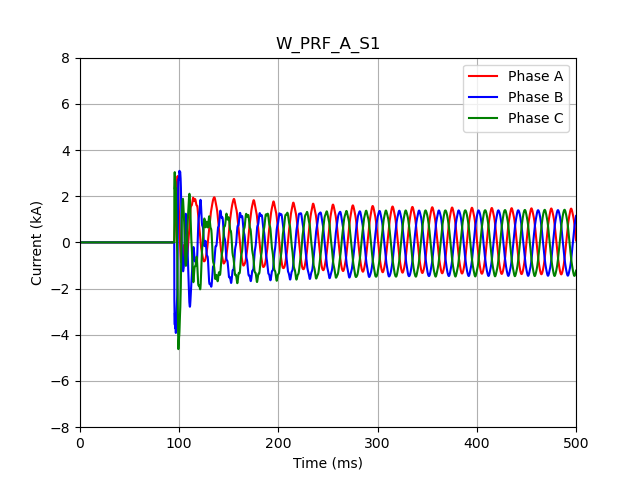 W_PRF_A_S1
Phase A
Phase B
Phase C
8
6
4
2
0
−2
−4
−6
−8
Current (kA)
0 100 200 300 400 500
Time (ms)